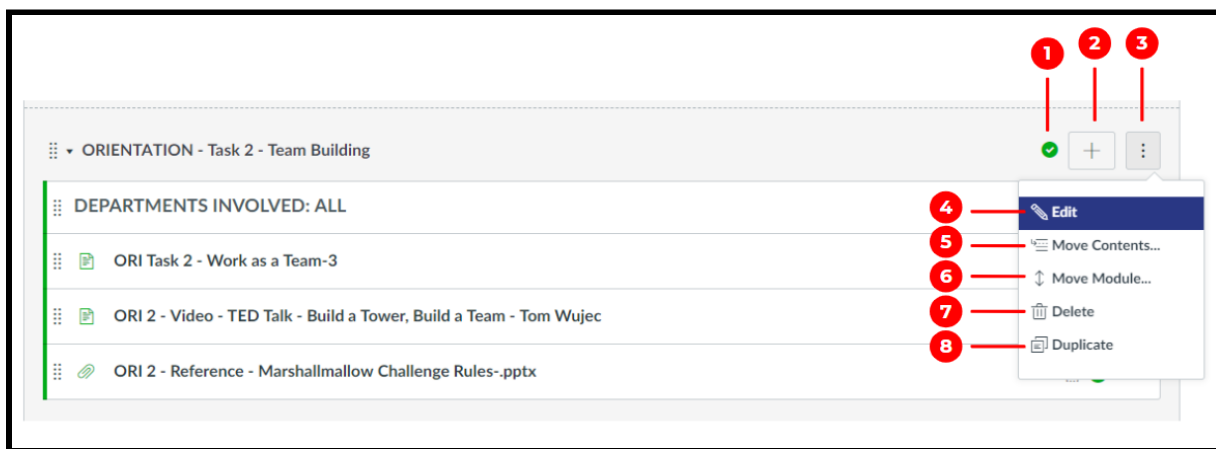 1 2 3
ORIENTATION - Task 2 - Team Building
DEPARTMENTS INVOLVED: ALL
4 Edit
5 Move Contents...
ORI Task 2 - Work as a Team-3
6 Move Module...
7 Delete
ORI 2 - Video - TED Talk - Build a Tower, Build a Team - Tom Wujec
8 Duplicate
ORI 2 - Reference - Marshallmallow Challenge Rules-.pptx